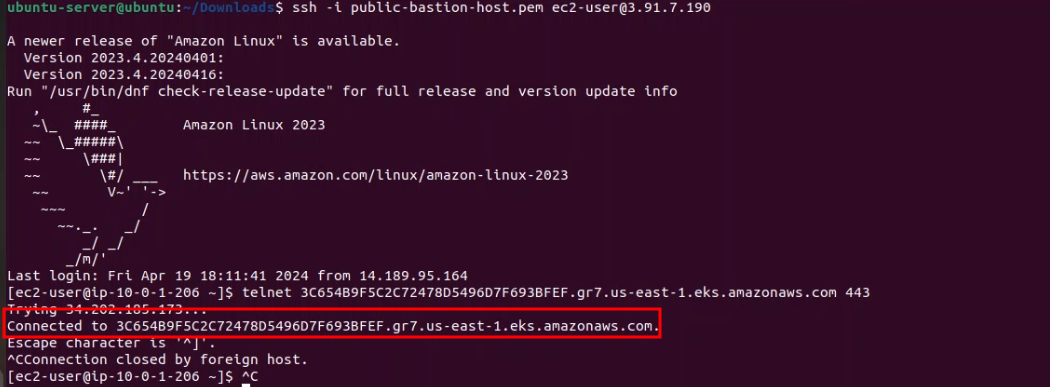 ubuntu-server@ubuntu:~/Downloads$ ssh -i public-bastion-host.pem ec2-user@3.91.7.190
A newer release of "Amazon Linux" is available.
  Version 2023.4.20240401:
  Version 2023.4.20240416:
Run "/usr/bin/dnf check-release-update" for full release and version update info
   ,     #_
   ~\_  ####_        Amazon Linux 2023
  ~~  \_#####\
  ~~     \###|
  ~~       \#/ ___   https://aws.amazon.com/linux/amazon-linux-2023
   ~~       V~' '->
    ~~~         /
      ~~._.   _/
         _/ _/
       _/m/'
Last login: Fri Apr 19 18:11:41 2024 from 14.189.95.164
[ec2-user@ip-10-0-1-206 ~]$ telnet 3C654B9F5C2C72478D5496D7F693BFEF.gr7.us-east-1.eks.amazonaws.com 443
Trying 34.202.185.173...
Connected to 3C654B9F5C2C72478D5496D7F693BFEF.gr7.us-east-1.eks.amazonaws.com.
Escape character is '^]'.
^CConnection closed by foreign host.
[ec2-user@ip-10-0-1-206 ~]$ ^C